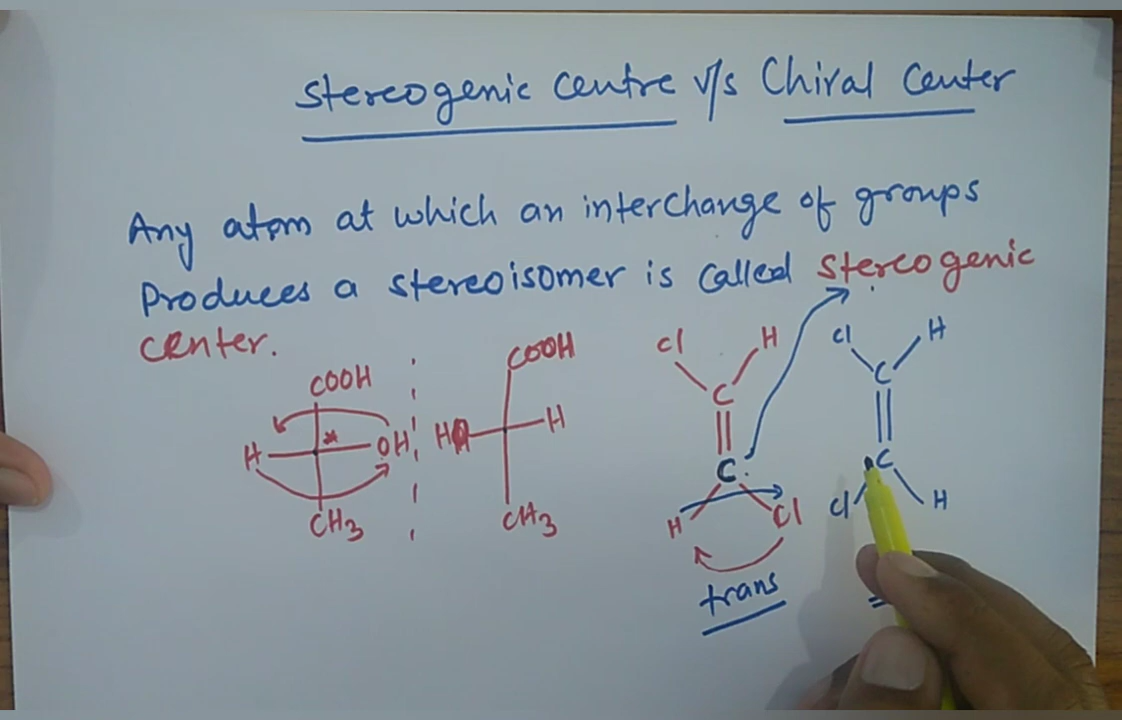 Stereogenic Centre v/s Chiral Center
Any atom at which an interchange of groups
Produces a stereoisomer is called stereogenic
center.
COOH
H * OH
CH3
COOH
HO H
CH3
Cl H
C
C
H Cl
trans
Cl H
C
C
Cl H